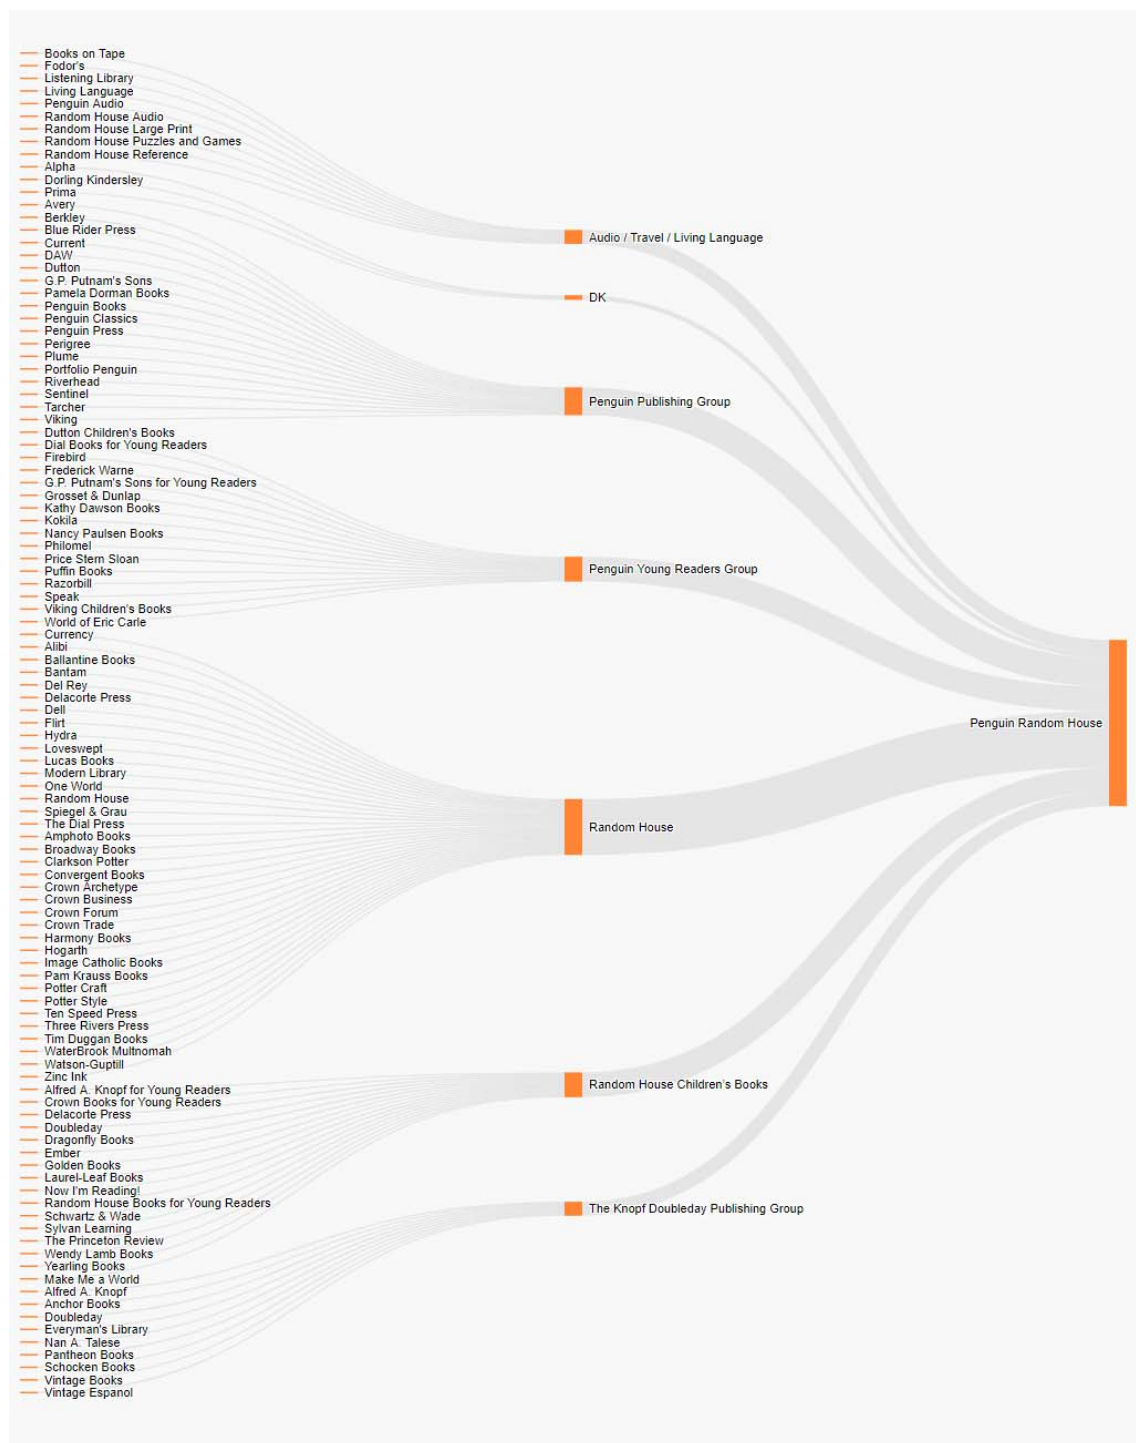 Books on Tape
Fodor's
Listening Library
Living Language
Penguin Audio
Random House Audio
Random House Large Print
Random House Puzzles and Games
Random House Reference
Alpha
Dorling Kindersley
Prima
Avery
Berkley
Blue Rider Press
Current
DAW
Dutton
G.P. Putnam's Sons
Pamela Dorman Books
Penguin Books
Penguin Classics
Penguin Press
Perigree
Plume
Portfolio Penguin
Riverhead
Sentinel
Tarcher
Viking
Dutton Children's Books
Dial Books for Young Readers
Firebird
Frederick Warne
G.P. Putnam's Sons for Young Readers
Grosset & Dunlap
Kathy Dawson Books
Kokila
Nancy Paulsen Books
Philomel
Price Stern Sloan
Puffin Books
Razorbill
Speak
Viking Children's Books
World of Eric Carle
Currency
Alibi
Ballantine Books
Bantam
Del Rey
Delacorte Press
Dell
Flirt
Hydra
Loveswept
Lucas Books
Modern Library
One World
Random House
Spiegel & Grau
The Dial Press
Amphoto Books
Broadway Books
Clarkson Potter
Convergent Books
Crown Archetype
Crown Business
Crown Forum
Crown Trade
Harmony Books
Hogarth
Image Catholic Books
Pam Krauss Books
Potter Craft
Potter Style
Ten Speed Press
Three Rivers Press
Tim Duggan Books
WaterBrook Multnomah
Watson-Guptill
Zinc Ink
Alfred A. Knopf for Young Readers
Crown Books for Young Readers
Delacorte Press
Doubleday
Dragonfly Books
Ember
Golden Books
Laurel-Leaf Books
Now I'm Reading!
Random House Books for Young Readers
Schwartz & Wade
Sylvan Learning
The Princeton Review
Wendy Lamb Books
Yearling Books
Make Me a World
Alfred A. Knopf
Anchor Books
Doubleday
Everyman's Library
Nan A. Talese
Pantheon Books
Schocken Books
Vintage Books
Vintage Espanol
Audio / Travel / Living Language
DK
Penguin Publishing Group
Penguin Young Readers Group
Random House
Random House Children's Books
The Knopf Doubleday Publishing Group
Penguin Random House